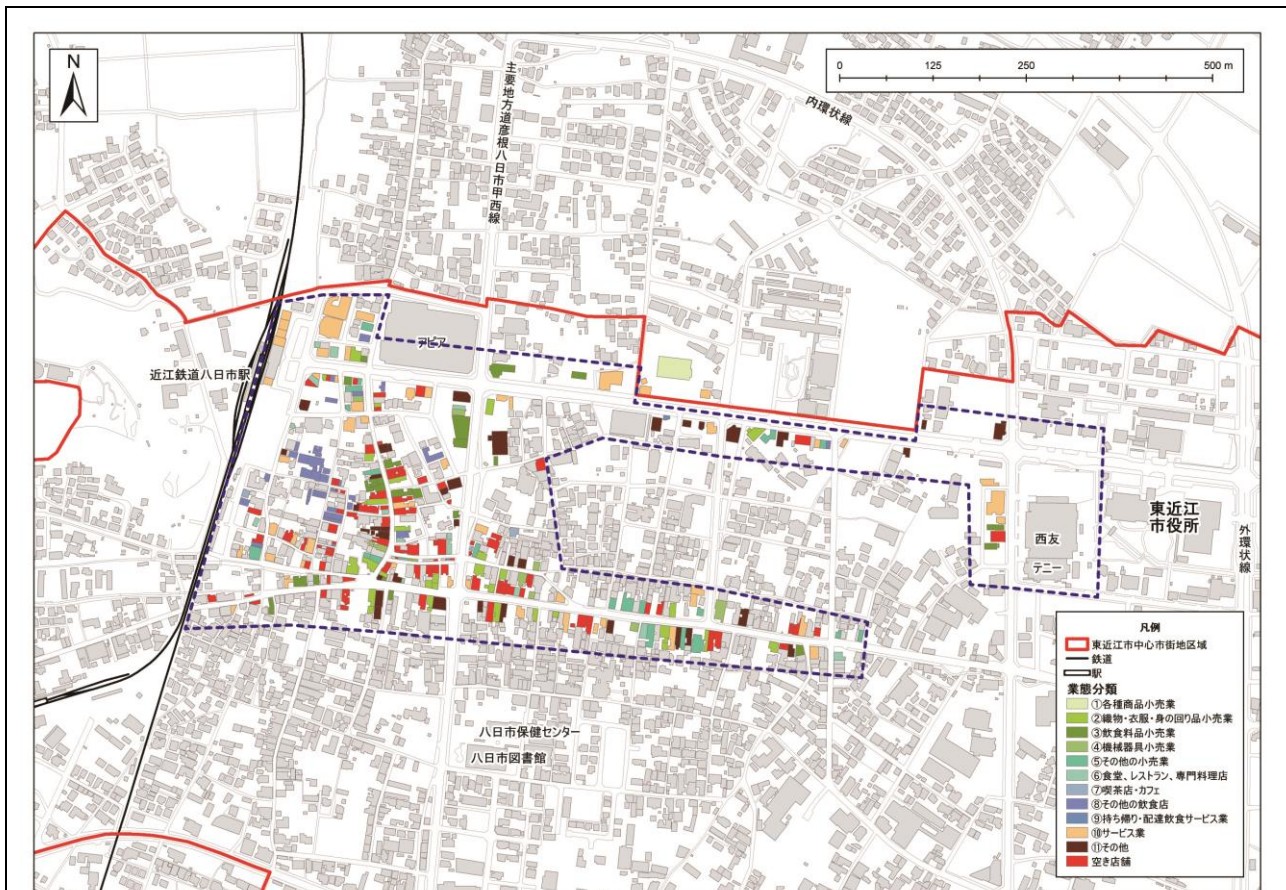 N
0 125 250 500 m
主要地方道彦根八日市甲西線
内環状線
アピア
近江鉄道八日市駅
東近江
市役所
西友
テニー
外環状線
八日市保健センター
八日市図書館
凡例
東近江市中心市街地区域
鉄道
駅
業態分類
①各種商品小売業
②織物・衣服・身の回り品小売業
③飲食料品小売業
④機械器具小売業
⑤その他の小売業
⑥食堂、レストラン、専門料理店
⑦喫茶店・カフェ
⑧その他の飲食店
⑨持ち帰り・配達飲食サービス業
⑩サービス業
⑪その他
空き店舗